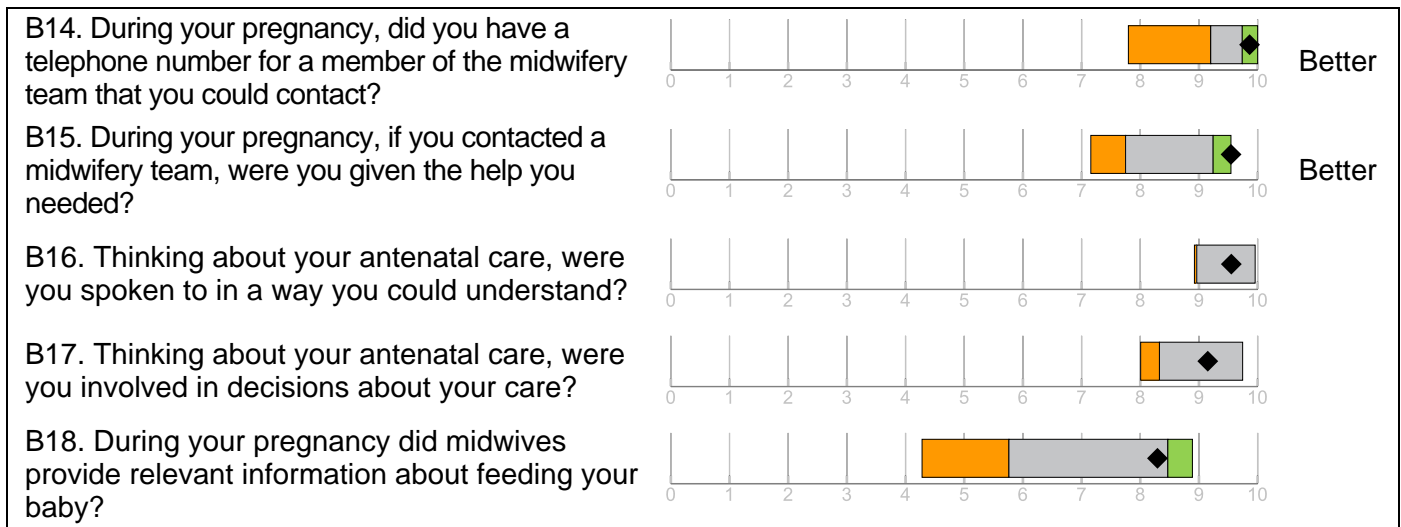 B14. During your pregnancy, did you have a
telephone number for a member of the midwifery
team that you could contact?
0 1 2 3 4 5 6 7 8 9 10
Better
B15. During your pregnancy, if you contacted a
midwifery team, were you given the help you
needed?
0 1 2 3 4 5 6 7 8 9 10
Better
B16. Thinking about your antenatal care, were
you spoken to in a way you could understand?
0 1 2 3 4 5 6 7 8 9 10
B17. Thinking about your antenatal care, were
you involved in decisions about your care?
0 1 2 3 4 5 6 7 8 9 10
B18. During your pregnancy did midwives
provide relevant information about feeding your
baby?
0 1 2 3 4 5 6 7 8 9 10